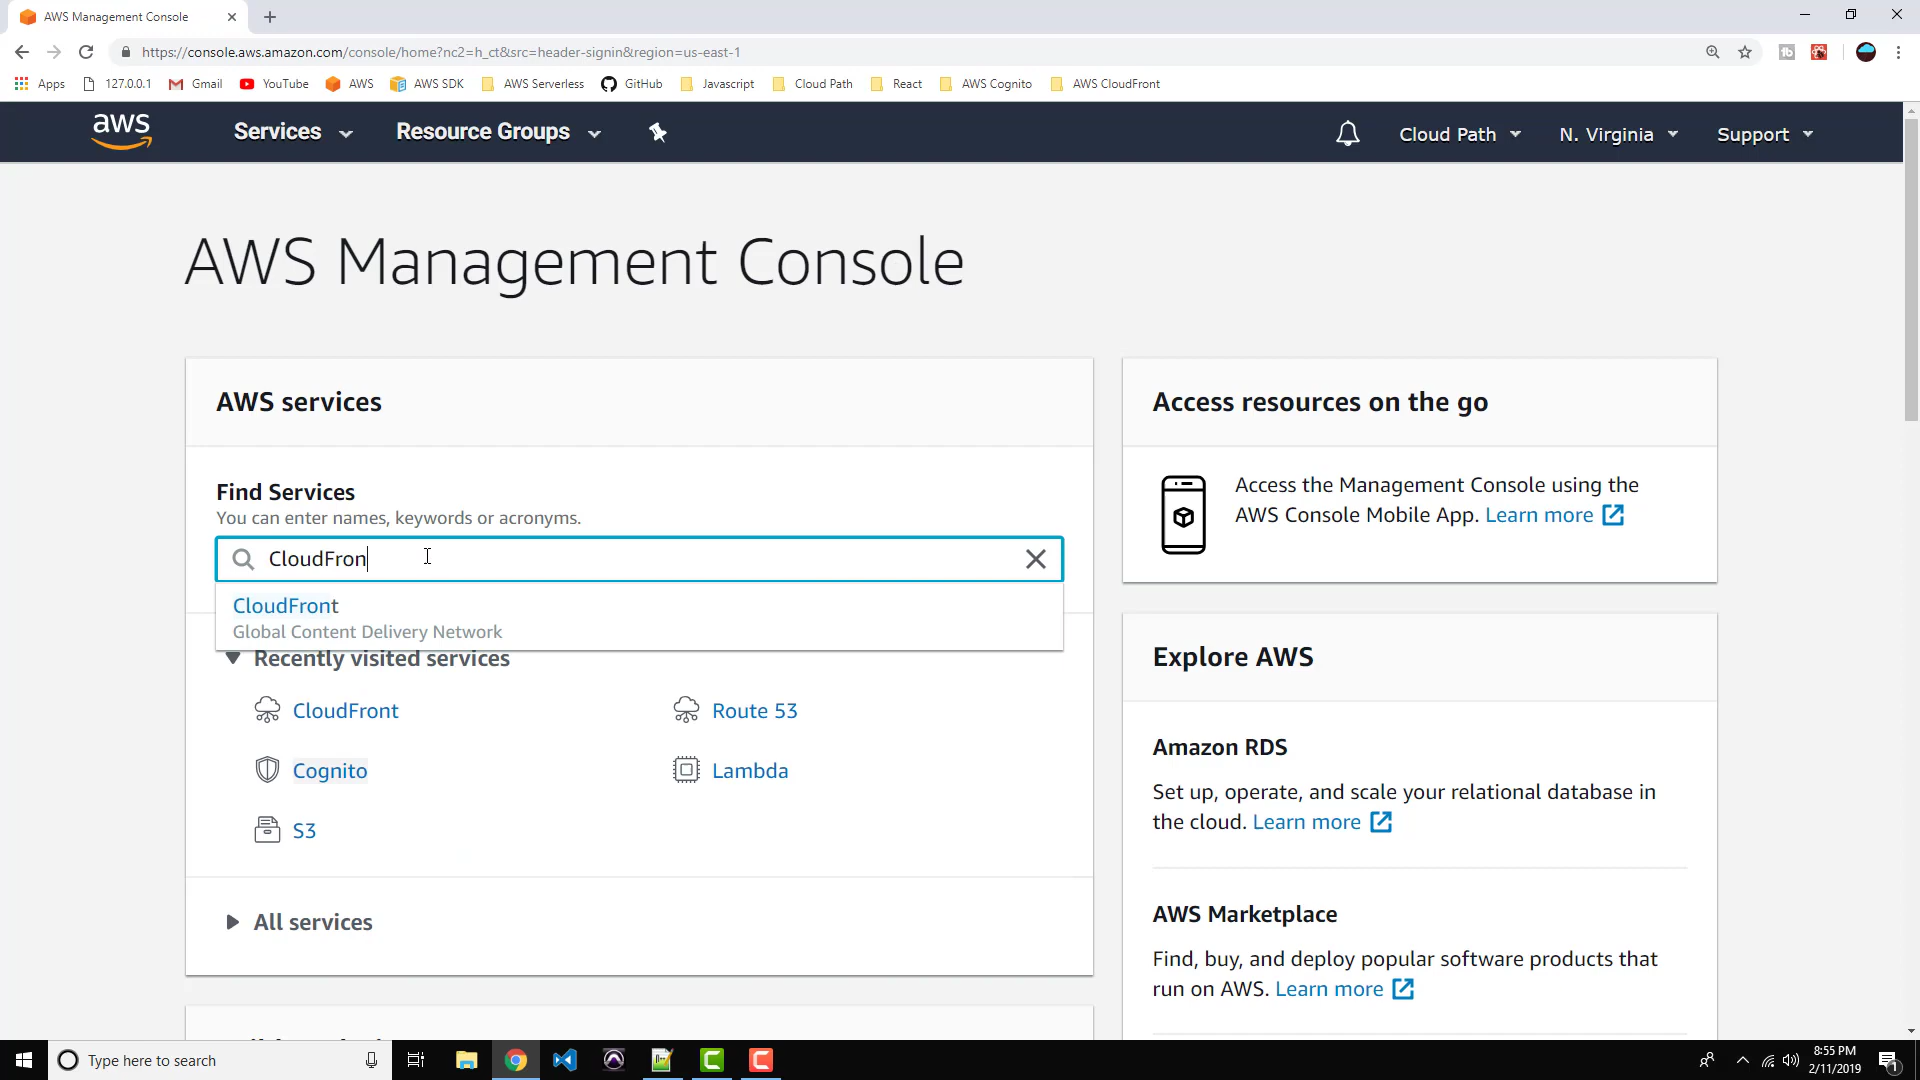 AWS Management Console
https://console.aws.amazon.com/console/home?nc2=h_ct&src=header-signin&region=us-east-1
Apps 127.0.0.1 Gmail YouTube AWS AWS SDK AWS Serverless GitHub Javascript Cloud Path React AWS Cognito AWS CloudFront
aws Services Resource Groups Cloud Path N. Virginia Support
AWS Management Console
AWS services
Find Services
You can enter names, keywords or acronyms.
CloudFron
CloudFront
Global Content Delivery Network
Recently visited services
CloudFront Route 53
Cognito Lambda
S3
All services
Access resources on the go
Access the Management Console using the
AWS Console Mobile App. Learn more
Explore AWS
Amazon RDS
Set up, operate, and scale your relational database in
the cloud. Learn more
AWS Marketplace
Find, buy, and deploy popular software products that
run on AWS. Learn more
Type here to search
8:55 PM
2/11/2019
1